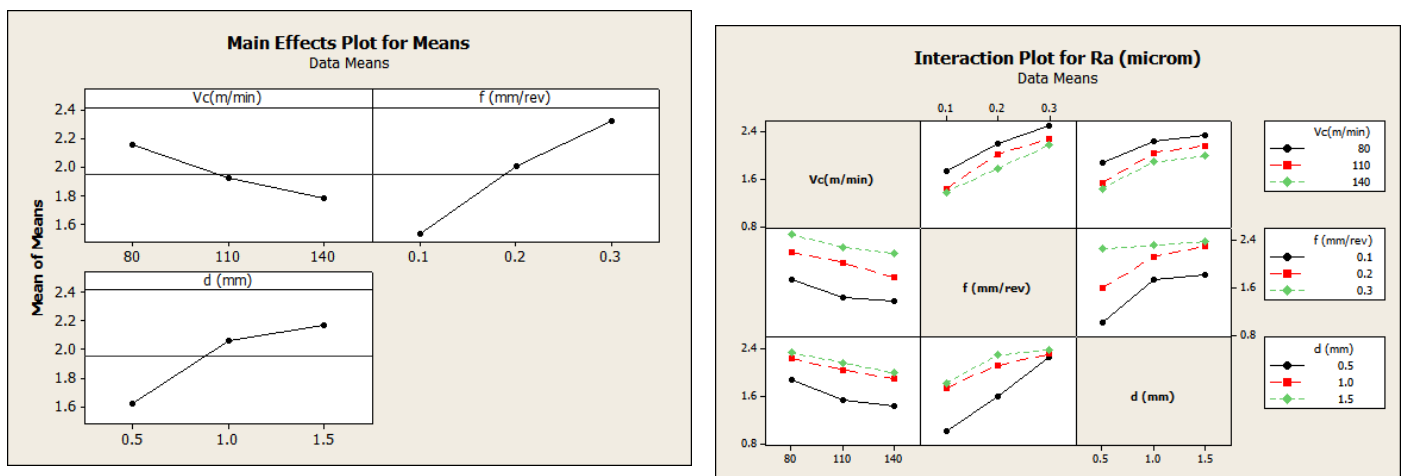 Main Effects Plot for Means
Data Means
Vc(m/min) f (mm/rev)
2.4
2.2
2.0
1.8
1.6
80 110 140 0.1 0.2 0.3
d (mm)
2.4
2.2
2.0
1.8
1.6
0.5 1.0 1.5
Mean of Means
Interaction Plot for Ra (microm)
Data Means
0.1 0.2 0.3
2.4
1.6
0.8
Vc(m/min)
Vc(m/min)
80
110
140
f (mm/rev)
2.4
1.6
0.8
f (mm/rev)
0.1
0.2
0.3
2.4
1.6
0.8
d (mm)
d (mm)
0.5
1.0
1.5
80 110 140 0.5 1.0 1.5